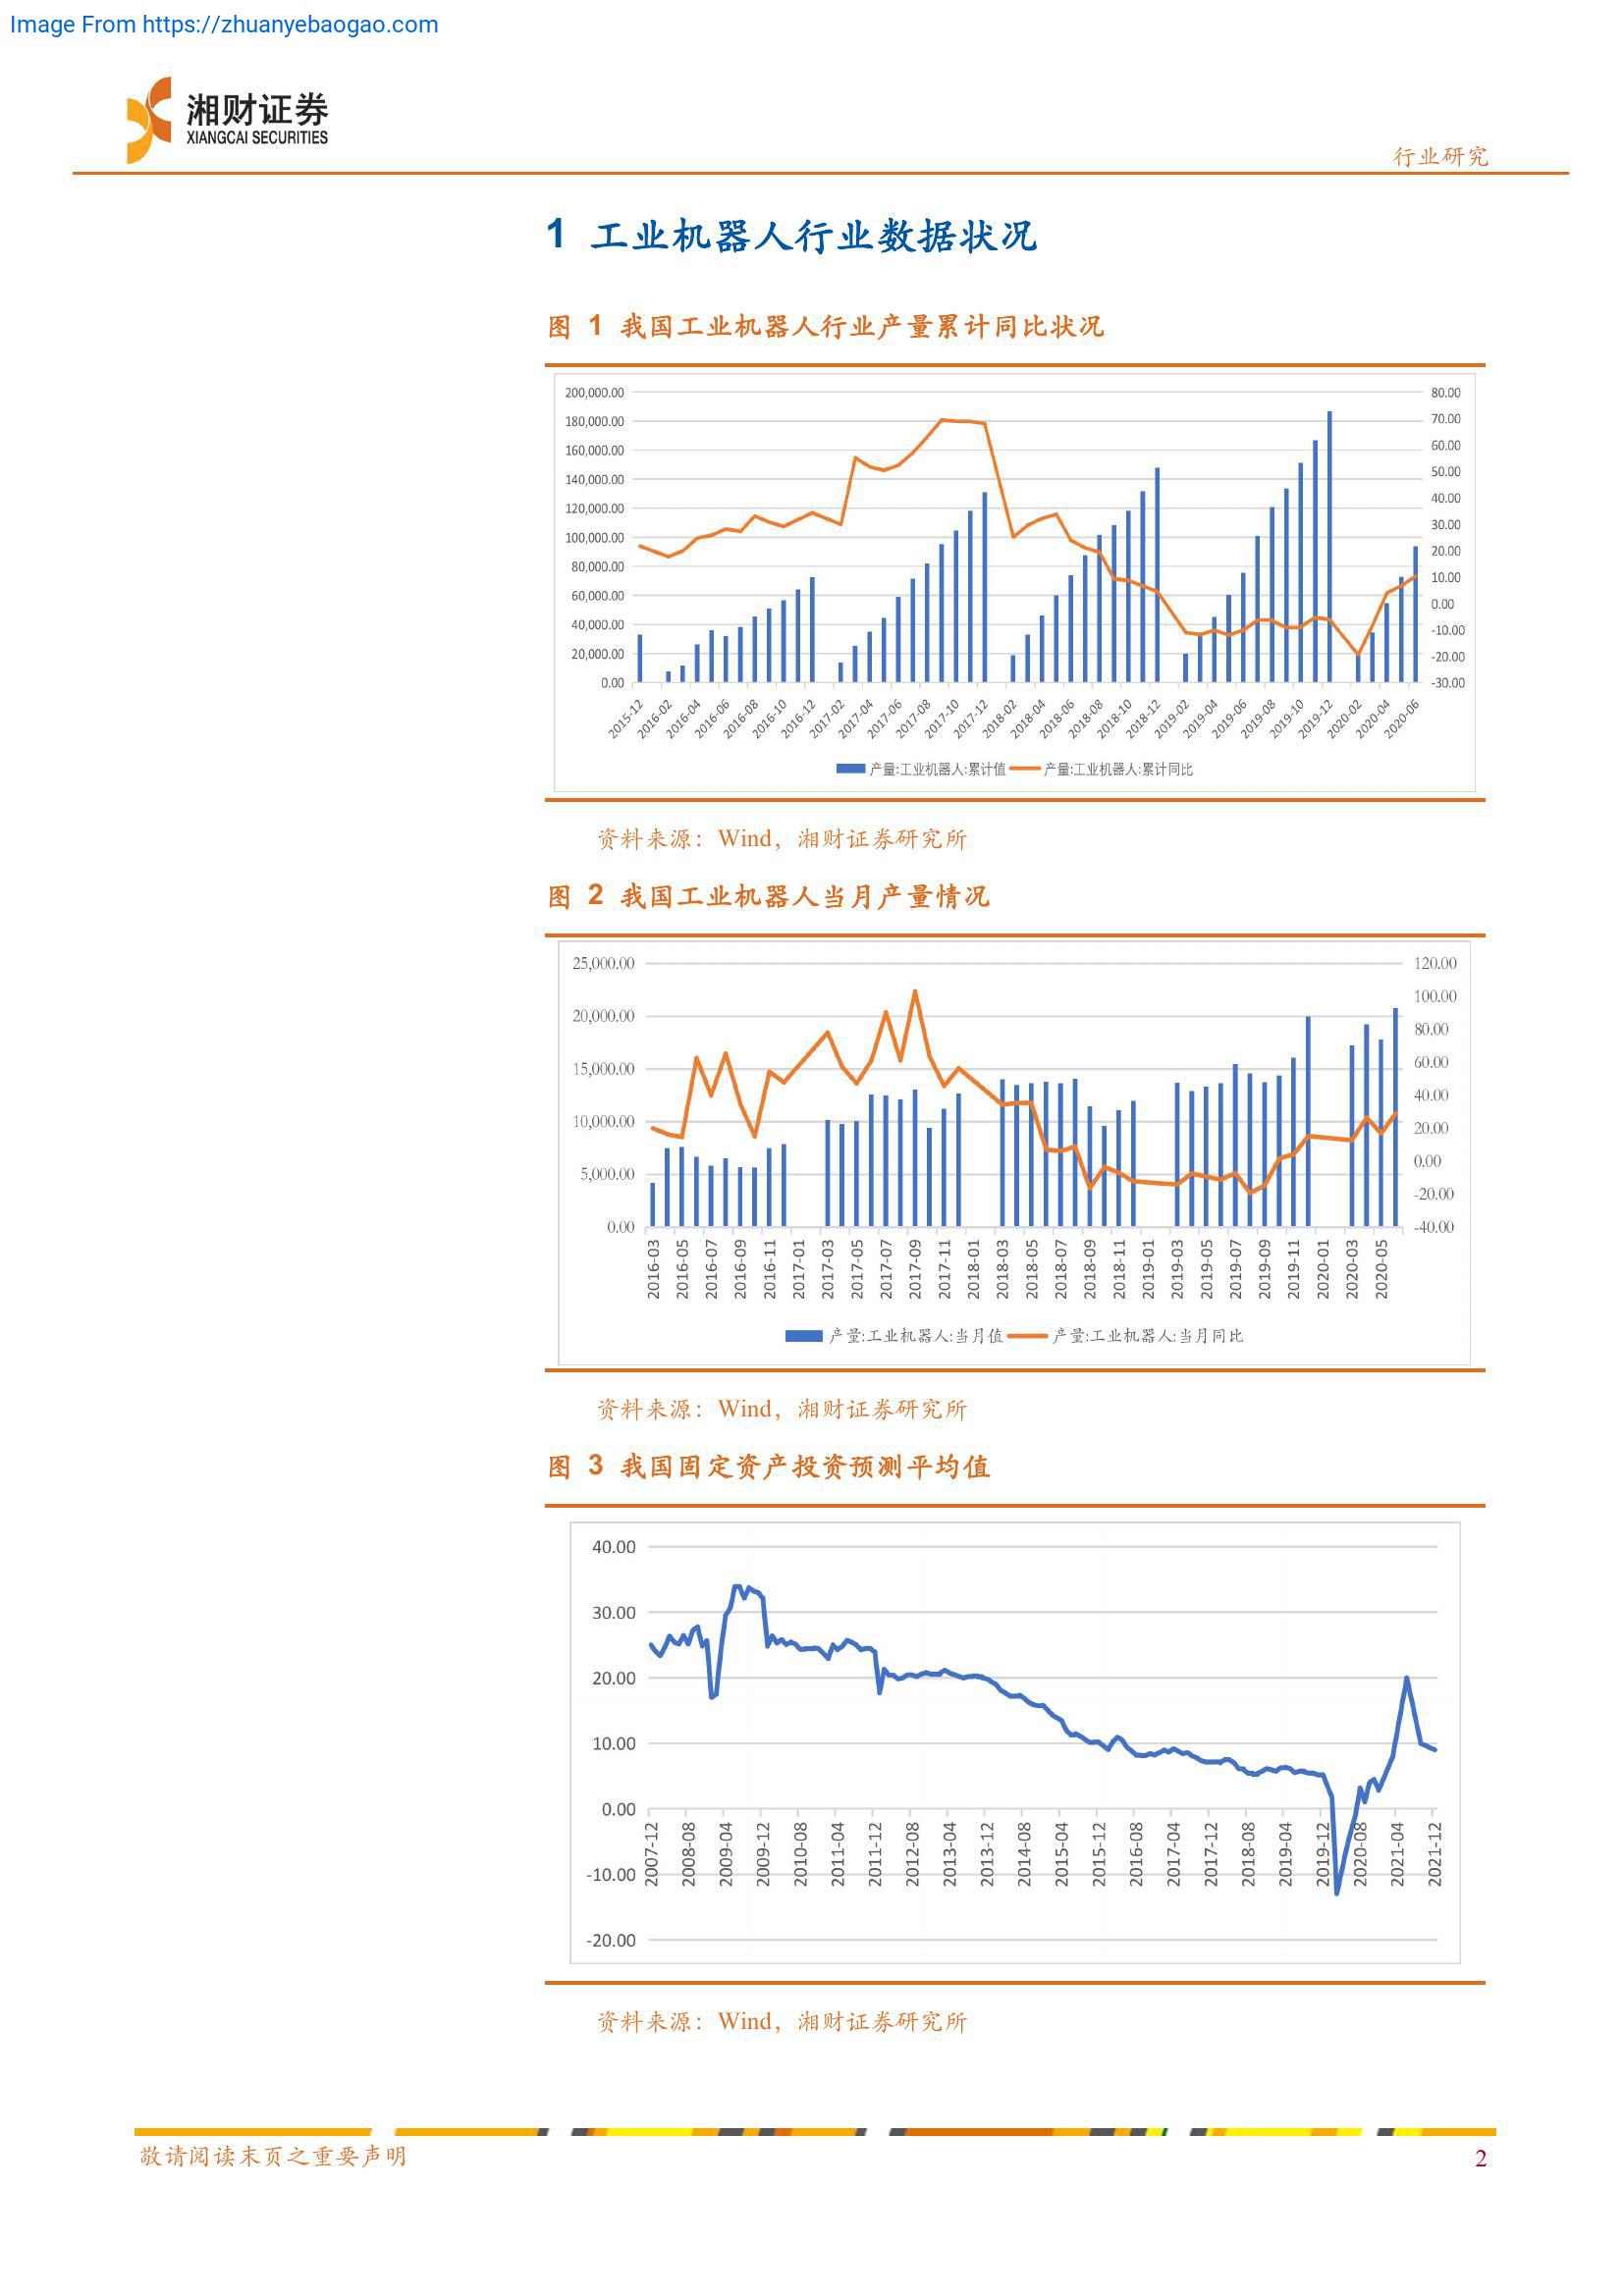 Image From https://zhuanyebaogao.com
湘财证券
XIANGCAI SECURITIES
行业研究
1 工业机器人行业数据状况
图 1 我国工业机器人行业产量累计同比状况
200,000.00
180,000.00
160,000.00
140,000.00
120,000.00
100,000.00
80,000.00
60,000.00
40,000.00
20,000.00
0.00
80.00
70.00
60.00
50.00
40.00
30.00
20.00
10.00
0.00
-10.00
-20.00
-30.00
2015-12 2016-02 2016-04 2016-06 2016-08 2016-10 2016-12 2017-02 2017-04 2017-06 2017-08 2017-10 2017-12 2018-02 2018-04 2018-06 2018-08 2018-10 2018-12 2019-02 2019-04 2019-06 2019-08 2019-10 2019-12 2020-02 2020-04 2020-06
产量:工业机器人:累计值 产量:工业机器人:累计同比
资料来源：Wind，湘财证券研究所
图 2 我国工业机器人当月产量情况
25,000.00
20,000.00
15,000.00
10,000.00
5,000.00
0.00
120.00
100.00
80.00
60.00
40.00
20.00
0.00
-20.00
-40.00
2016-03 2016-05 2016-07 2016-09 2016-11 2017-01 2017-03 2017-05 2017-07 2017-09 2017-11 2018-01 2018-03 2018-05 2018-07 2018-09 2018-11 2019-01 2019-03 2019-05 2019-07 2019-09 2019-11 2020-01 2020-03 2020-05
产量:工业机器人:当月值 产量:工业机器人:当月同比
资料来源：Wind，湘财证券研究所
图 3 我国固定资产投资预测平均值
40.00
30.00
20.00
10.00
0.00
-10.00
-20.00
2007-12 2008-08 2009-04 2009-12 2010-08 2011-04 2011-12 2012-08 2013-04 2013-12 2014-08 2015-04 2015-12 2016-08 2017-04 2017-12 2018-08 2019-04 2019-12 2020-08 2021-04 2021-12
资料来源：Wind，湘财证券研究所
敬请阅读末页之重要声明
2